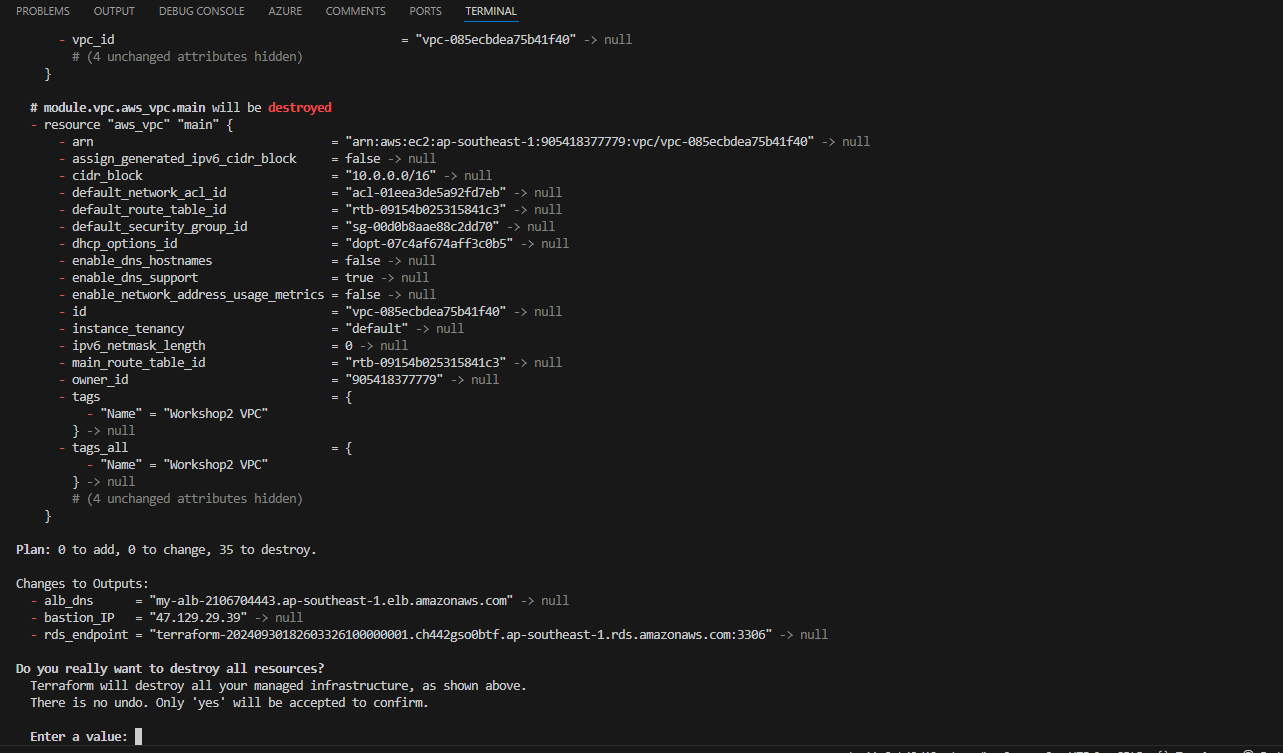 PROBLEMS OUTPUT DEBUG CONSOLE AZURE COMMENTS PORTS TERMINAL
- vpc_id = "vpc-085ecbdea75b41f40" -> null
# (4 unchanged attributes hidden)
}
# module.vpc.aws_vpc.main will be destroyed
- resource "aws_vpc" "main" {
- arn = "arn:aws:ec2:ap-southeast-1:905418377779:vpc/vpc-085ecbdea75b41f40" -> null
- assign_generated_ipv6_cidr_block = false -> null
- cidr_block = "10.0.0.0/16" -> null
- default_network_acl_id = "acl-01eea3de5a92fd7eb" -> null
- default_route_table_id = "rtb-09154b025315841c3" -> null
- default_security_group_id = "sg-00d0b8aae88c2dd70" -> null
- dhcp_options_id = "dopt-07c4af674aff3c0b5" -> null
- enable_dns_hostnames = false -> null
- enable_dns_support = true -> null
- enable_network_address_usage_metrics = false -> null
- id = "vpc-085ecbdea75b41f40" -> null
- instance_tenancy = "default" -> null
- ipv6_netmask_length = 0 -> null
- main_route_table_id = "rtb-09154b025315841c3" -> null
- owner_id = "905418377779" -> null
- tags = {
- "Name" = "Workshop2 VPC"
} -> null
- tags_all = {
- "Name" = "Workshop2 VPC"
} -> null
# (4 unchanged attributes hidden)
}
Plan: 0 to add, 0 to change, 35 to destroy.
Changes to Outputs:
- alb_dns = "my-alb-2106704443.ap-southeast-1.elb.amazonaws.com" -> null
- bastion_IP = "47.129.29.39" -> null
- rds_endpoint = "terraform-20240930182603326100000001.ch442gso0btf.ap-southeast-1.rds.amazonaws.com:3306" -> null
Do you really want to destroy all resources?
Terraform will destroy all your managed infrastructure, as shown above.
There is no undo. Only 'yes' will be accepted to confirm.
Enter a value: